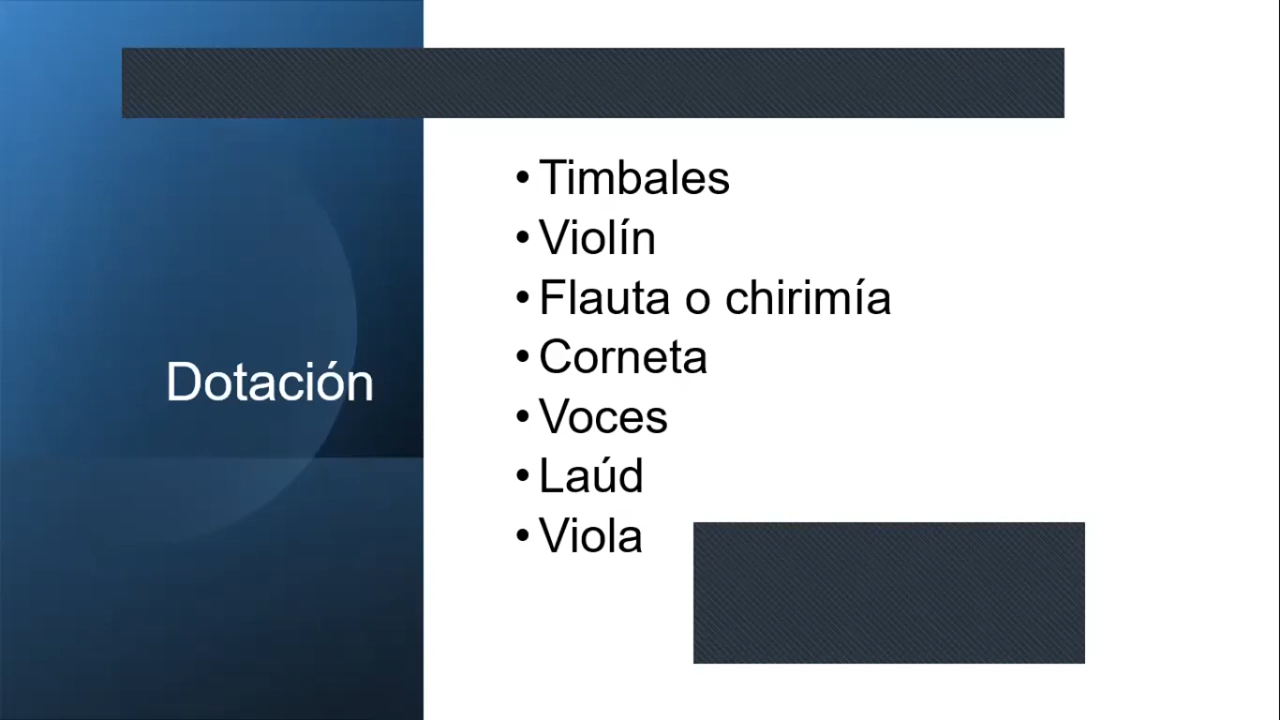 Dotación
• Timbales
• Violín
• Flauta o chirimía
• Corneta
• Voces
• Laúd
• Viola